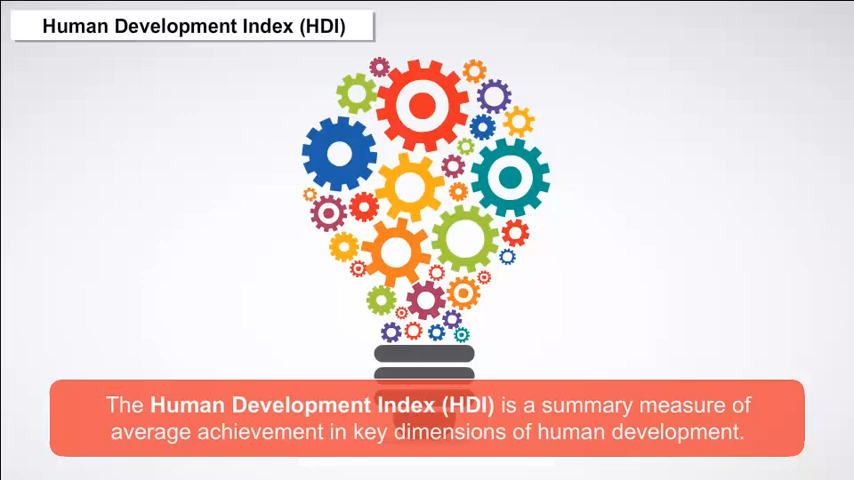 Human Development Index (HDI)
The Human Development Index (HDI) is a summary measure of
average achievement in key dimensions of human development.